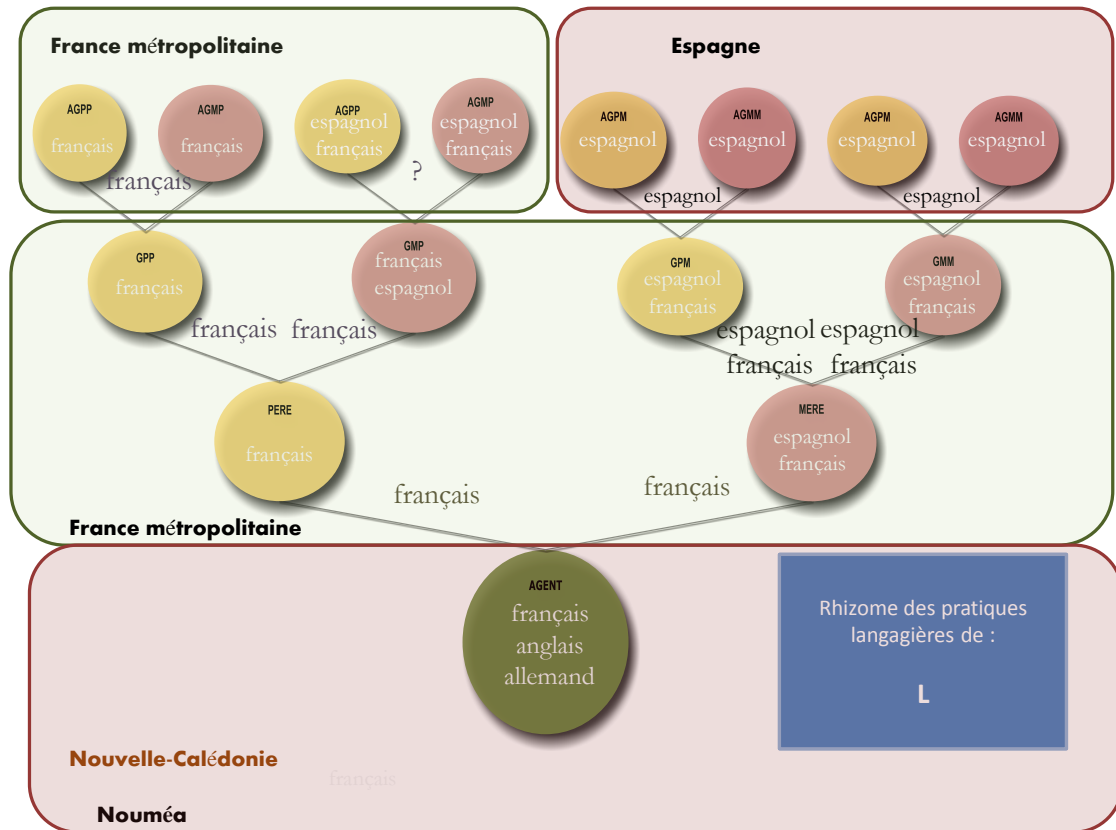 France métropolitaine
Espagne
AGPP
français
AGMP
français
AGPP
espagnol
français
AGMP
espagnol
français
AGPM
espagnol
AGMM
espagnol
AGPM
espagnol
AGMM
espagnol
français
?
espagnol
espagnol
GPP
français
GMP
français
espagnol
GPM
espagnol
français
GMM
espagnol
français
français
français
espagnol
français
espagnol
français
PERE
français
MERE
espagnol
français
français
français
France métropolitaine
AGENT
français
anglais
allemand
Rhizome des pratiques
langagières de :
L
Nouvelle-Calédonie
français
Nouméa